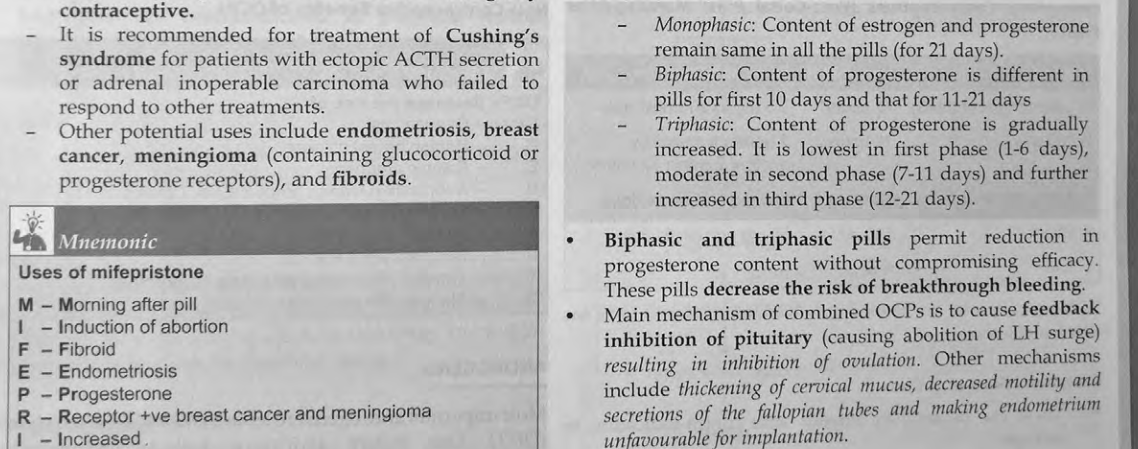 contraceptive.
– It is recommended for treatment of Cushing's
syndrome for patients with ectopic ACTH secretion
or adrenal inoperable carcinoma who failed to
respond to other treatments.
– Other potential uses include endometriosis, breast
cancer, meningioma (containing glucocorticoid or
progesterone receptors), and fibroids.
Mnemonic
Uses of mifepristone
M – Morning after pill
I – Induction of abortion
F – Fibroid
E – Endometriosis
P – Progesterone
R – Receptor +ve breast cancer and meningioma
I – Increased
– Monophasic: Content of estrogen and progesterone
remain same in all the pills (for 21 days).
– Biphasic: Content of progesterone is different in
pills for first 10 days and that for 11-21 days
– Triphasic: Content of progesterone is gradually
increased. It is lowest in first phase (1-6 days),
moderate in second phase (7-11 days) and further
increased in third phase (12-21 days).
• Biphasic and triphasic pills permit reduction in
progesterone content without compromising efficacy.
These pills decrease the risk of breakthrough bleeding.
• Main mechanism of combined OCPs is to cause feedback
inhibition of pituitary (causing abolition of LH surge)
resulting in inhibition of ovulation. Other mechanisms
include thickening of cervical mucus, decreased motility and
secretions of the fallopian tubes and making endometrium
unfavourable for implantation.